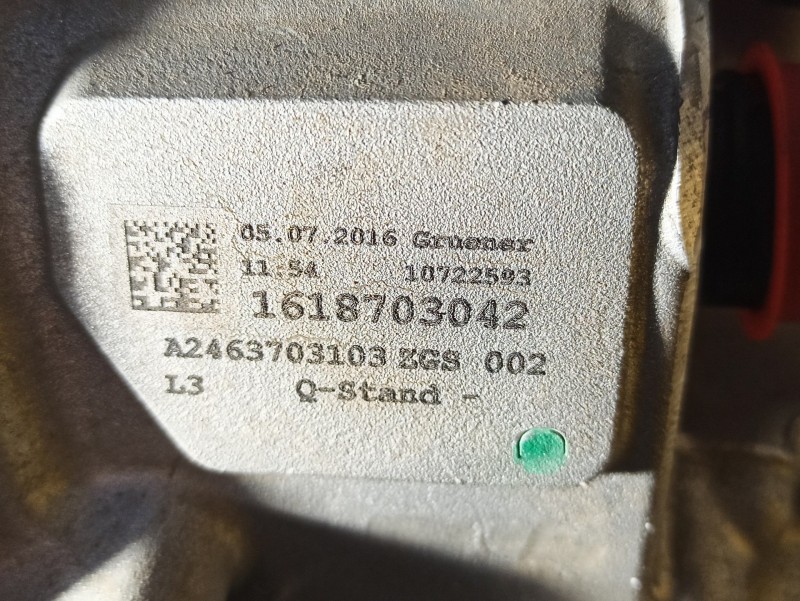 05.07.2016 Gruener
11:54 10722593
1618703042
A2463703103 ZGS 002
L3 Q-Stand -